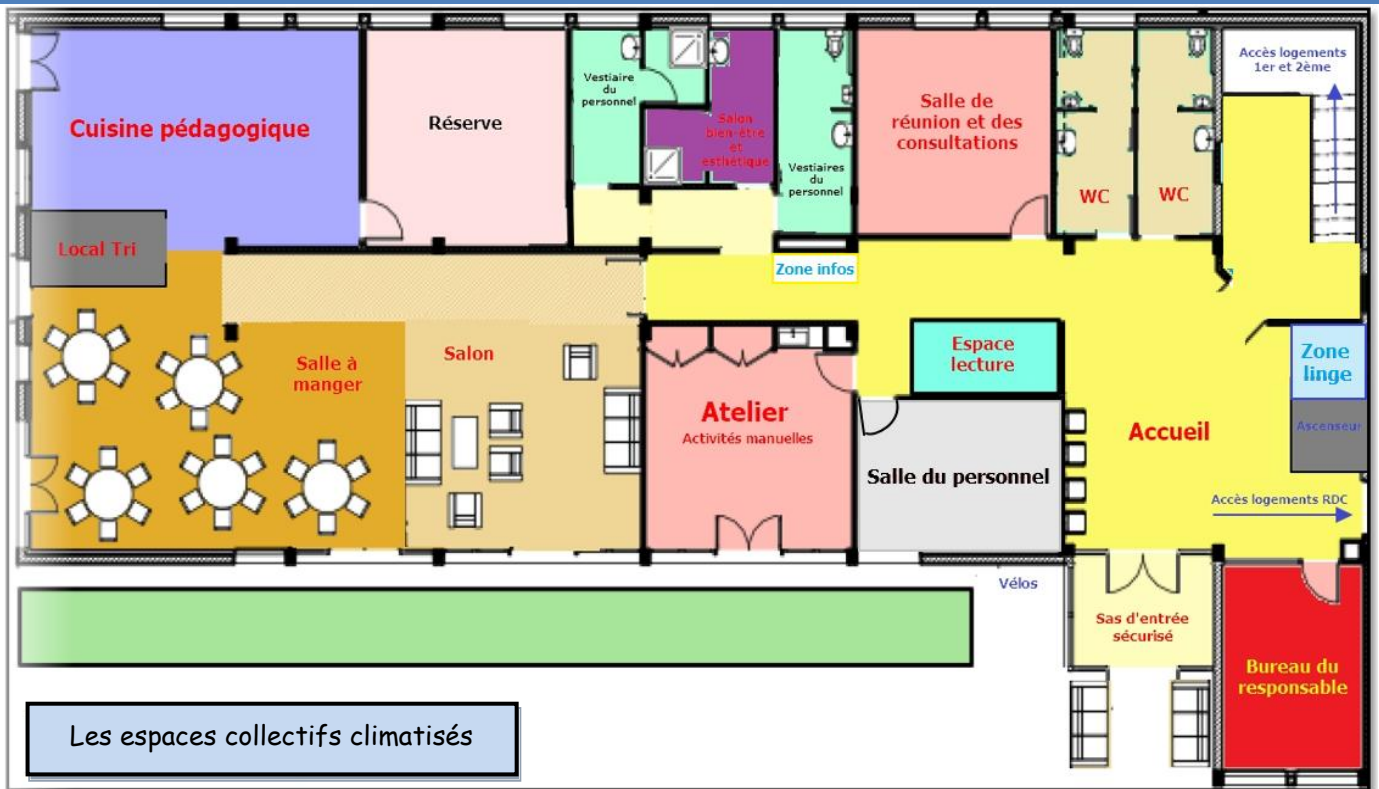 Accès logements
1er et 2ème
Cuisine pédagogique
Réserve
Vestiaire
du
personnel
Salon
bien-être
et
esthétique
Vestiaires
du
personnel
Salle de
réunion et des
consultations
WC
WC
Local Tri
Zone infos
Salle à
manger
Salon
Atelier
Activités manuelles
Espace
lecture
Salle du personnel
Accueil
Zone
linge
Ascenseur
Accès logements RDC
Vélos
Sas d'entrée
sécurisé
Bureau du
responsable
Les espaces collectifs climatisés